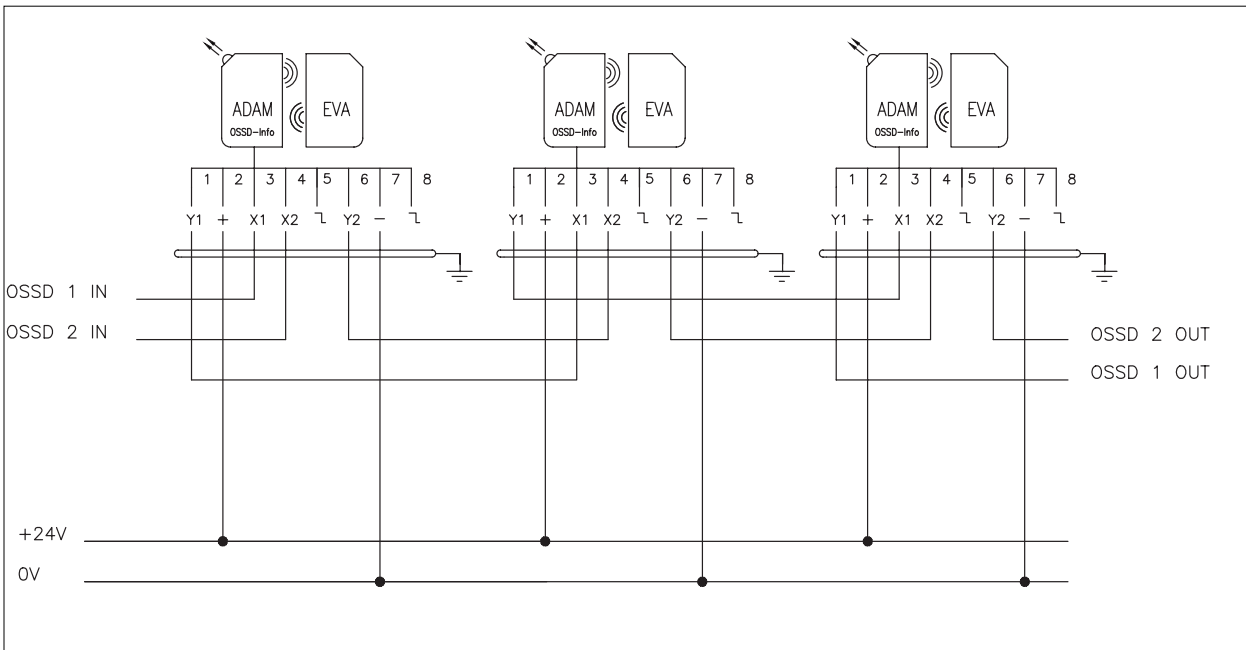 ADAM EVA ADAM EVA ADAM EVA
OSSD-Info OSSD-Info OSSD-Info
1 2 3 4 5 6 7 8 1 2 3 4 5 6 7 8 1 2 3 4 5 6 7 8
Y1 + X1 X2 Y2 – Y1 + X1 X2 Y2 – Y1 + X1 X2 Y2 –
OSSD 1 IN
OSSD 2 IN
OSSD 2 OUT
OSSD 1 OUT
+24V
0V